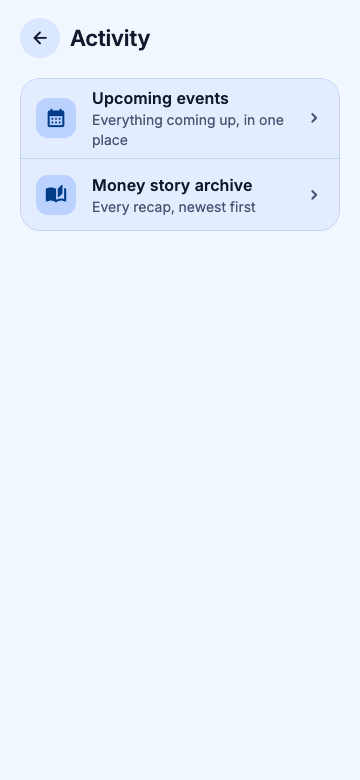 Activity
Upcoming events
Everything coming up, in one
place
Money story archive
Every recap, newest first